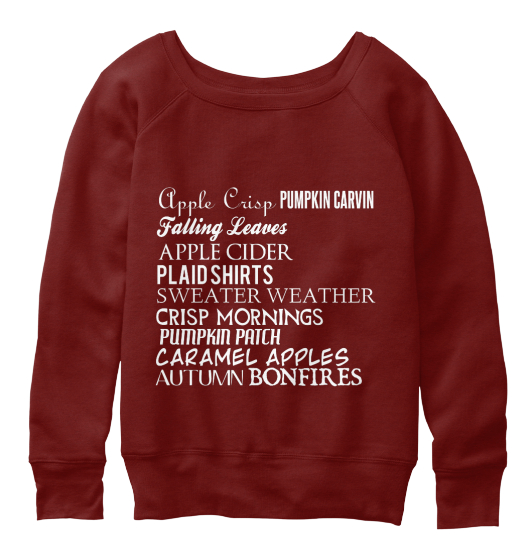 Apple Crisp PUMPKIN CARVIN
Falling Leaves
APPLE CIDER
PLAID SHIRTS
SWEATER WEATHER
CRISP MORNINGS
PUMPKIN PATCH
CARAMEL APPLES
AUTUMN BONFIRES